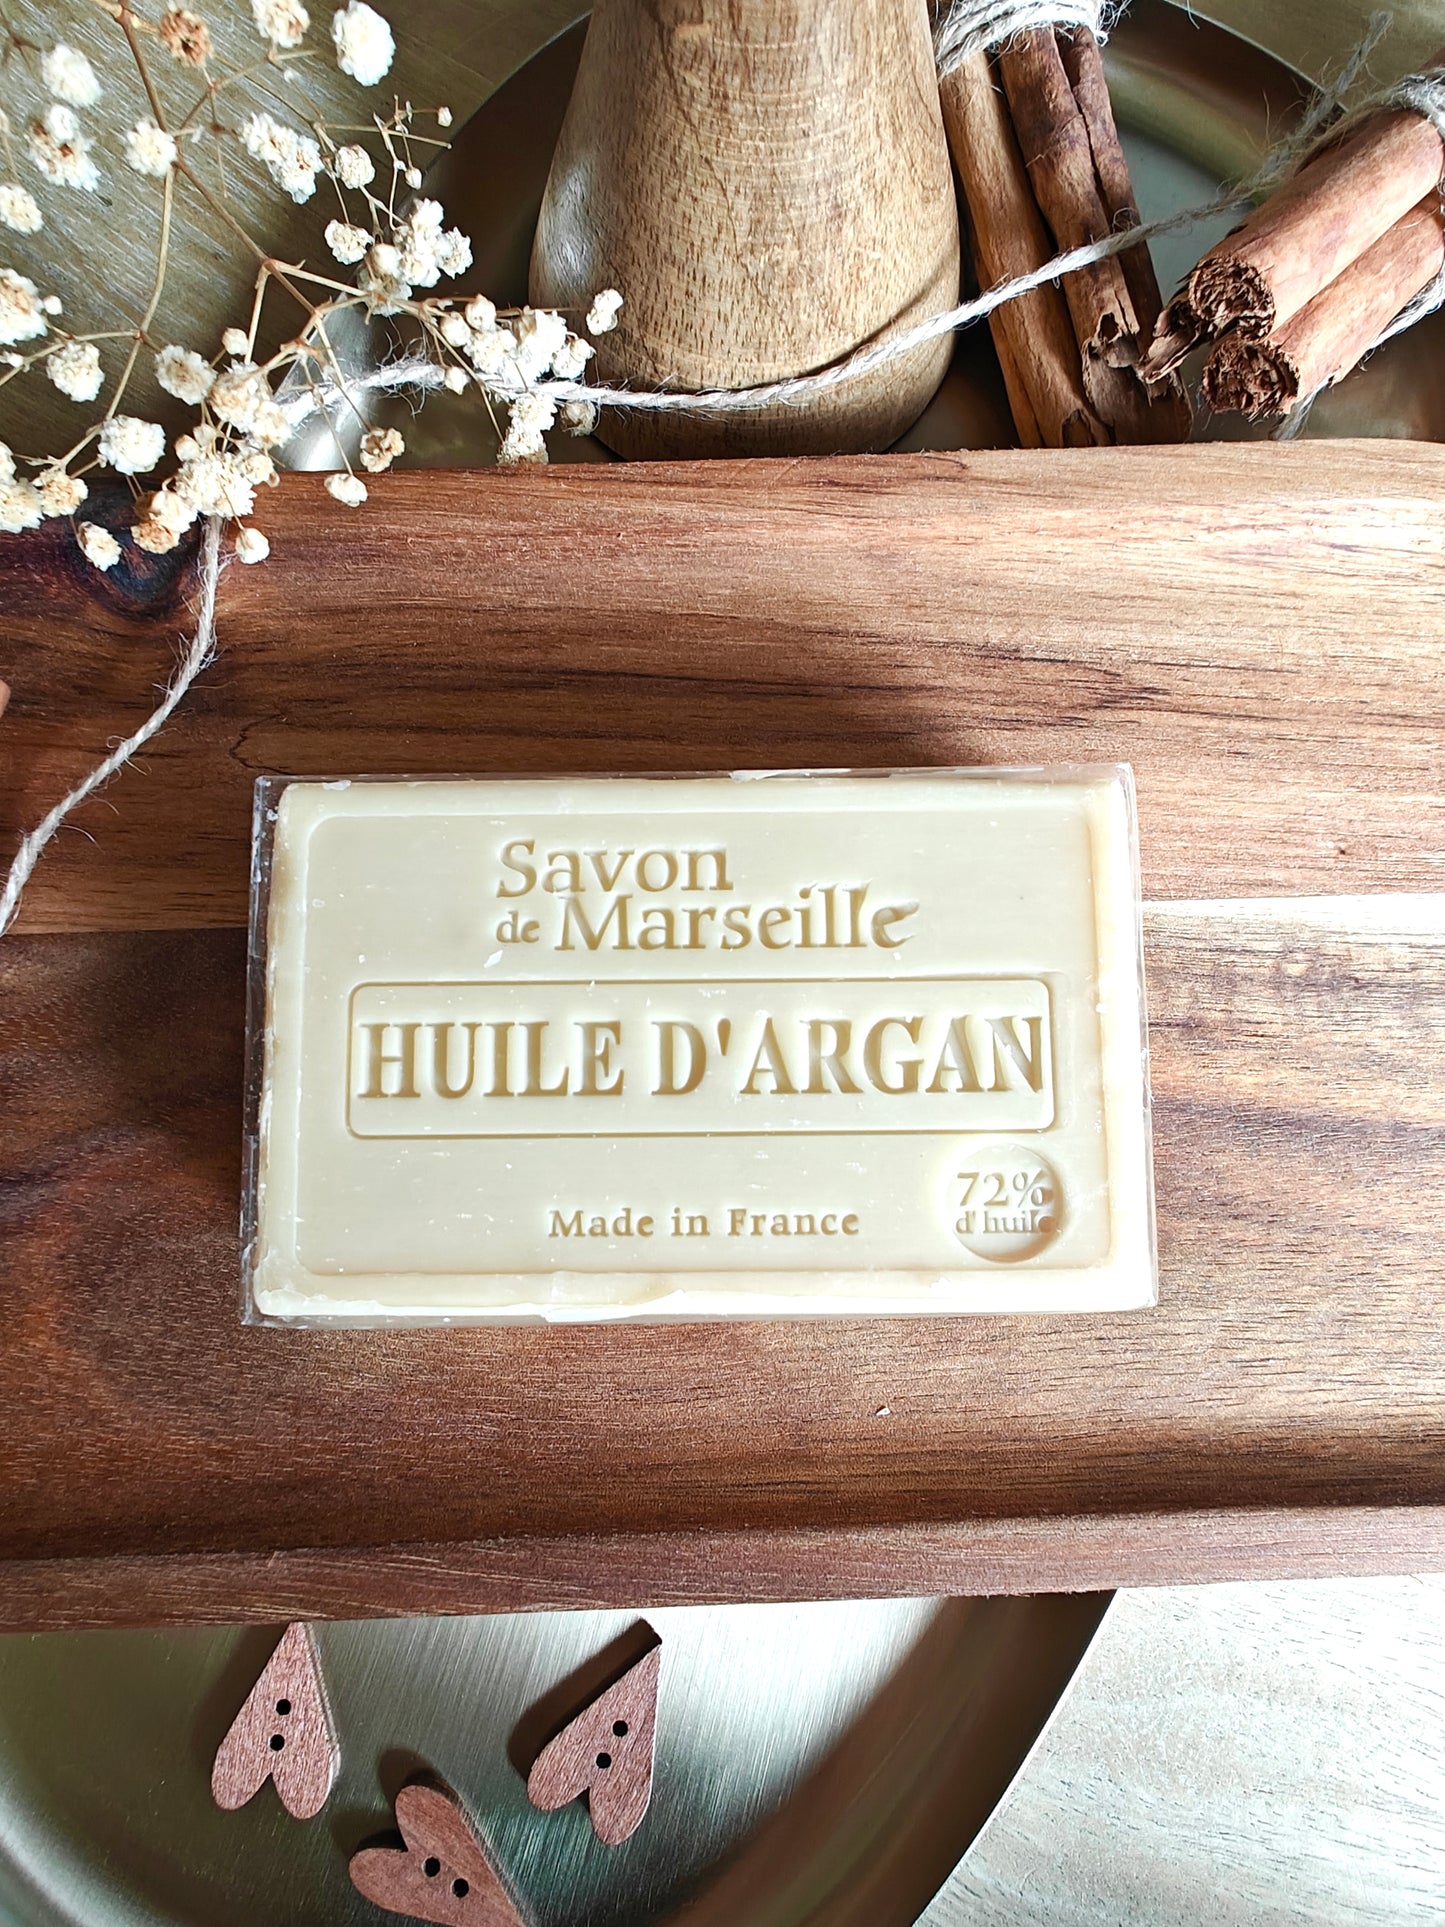 Savon
de Marseille
HUILE D'ARGAN
Made in France
72%
d'huile